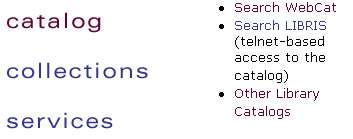 catalog
collections
services
Search WebCat
Search LIBRIS
(telnet-based
access to the
catalog)
Other Library
Catalogs